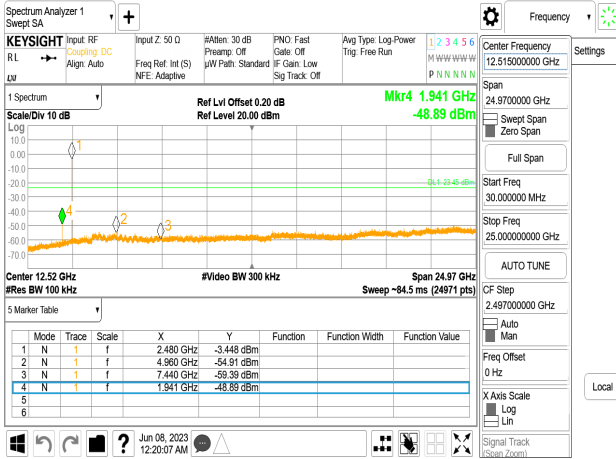 Spectrum Analyzer 1
Swept SA
Frequency
KEYSIGHT Input: RF Input Z: 50 Ω #Atten: 30 dB PNO: Fast Avg Type: Log-Power 1 2 3 4 5 6
RL Coupling: DC Preamp: Off Gate: Off Trig: Free Run
Align: Auto Freq Ref: Int (S) µW Path: Standard IF Gain: Low M W W W W W
NFE: Adaptive Sig Track: Off
LXI P N N N N N
1 Spectrum
Scale/Div 10 dB
Ref Lvl Offset 0.20 dB
Ref Level 20.00 dBm
Mkr4 1.941 GHz
-48.89 dBm
Log
10.0
0.00
-10.0
-20.0
-30.0
-40.0
-50.0
-60.0
-70.0
1
2
3
4
DL1 -23.45 dBm
Center 12.52 GHz #Video BW 300 kHz Span 24.97 GHz
#Res BW 100 kHz Sweep ~84.5 ms (24971 pts)
5 Marker Table
Mode Trace Scale X Y Function Function Width Function Value
1 N 1 f 2.480 GHz -3.448 dBm
2 N 1 f 4.960 GHz -54.91 dBm
3 N 1 f 7.440 GHz -59.39 dBm
4 N 1 f 1.941 GHz -48.89 dBm
5
6
?
Jun 08, 2023
12:20:07 AM
Center Frequency
12.515000000 GHz
Settings
Span
24.9700000 GHz
Swept Span
Zero Span
Full Span
Start Freq
30.000000 MHz
Stop Freq
25.000000000 GHz
AUTO TUNE
CF Step
2.497000000 GHz
Auto
Man
Freq Offset
0 Hz
X Axis Scale
Log
Lin
Local
Signal Track
(Span Zoom)